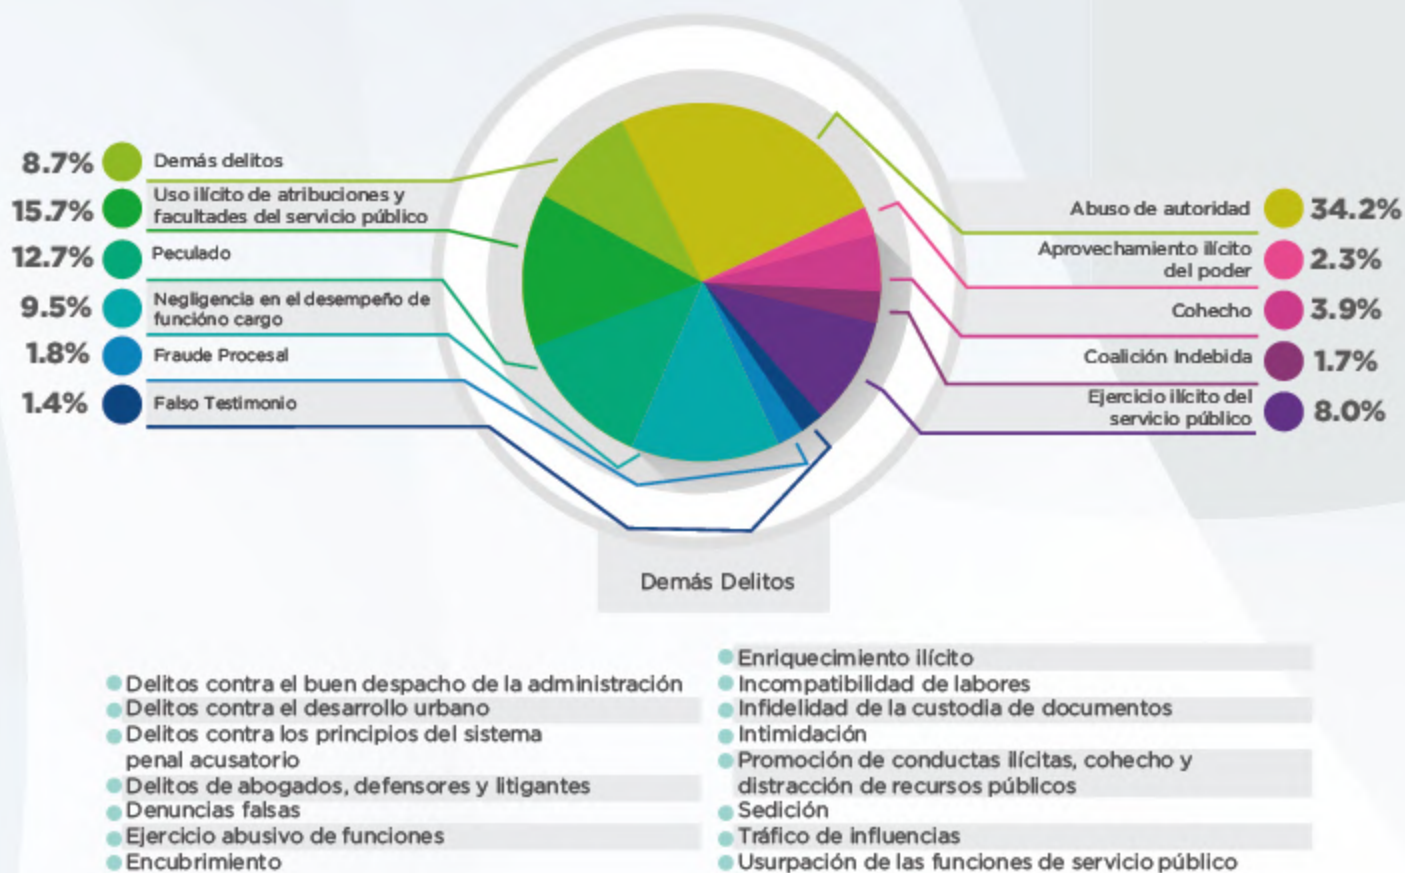 8.7%
Demás delitos
15.7%
Uso ilícito de atribuciones y
facultades del servicio público
12.7%
Peculado
9.5%
Negligencia en el desempeño de
funcióno cargo
1.8%
Fraude Procesal
1.4%
Falso Testimonio
Abuso de autoridad
34.2%
Aprovechamiento ilícito
del poder
2.3%
Cohecho
3.9%
Coalición Indebida
1.7%
Ejercicio ilícito del
servicio público
8.0%
Demás Delitos
Delitos contra el buen despacho de la administración
Delitos contra el desarrollo urbano
Delitos contra los principios del sistema
penal acusatorio
Delitos de abogados, defensores y litigantes
Denuncias falsas
Ejercicio abusivo de funciones
Encubrimiento
Enriquecimiento ilícito
Incompatibilidad de labores
Infidelidad de la custodia de documentos
Intimidación
Promoción de conductas ilícitas, cohecho y
distracción de recursos públicos
Sedición
Tráfico de influencias
Usurpación de las funciones de servicio público